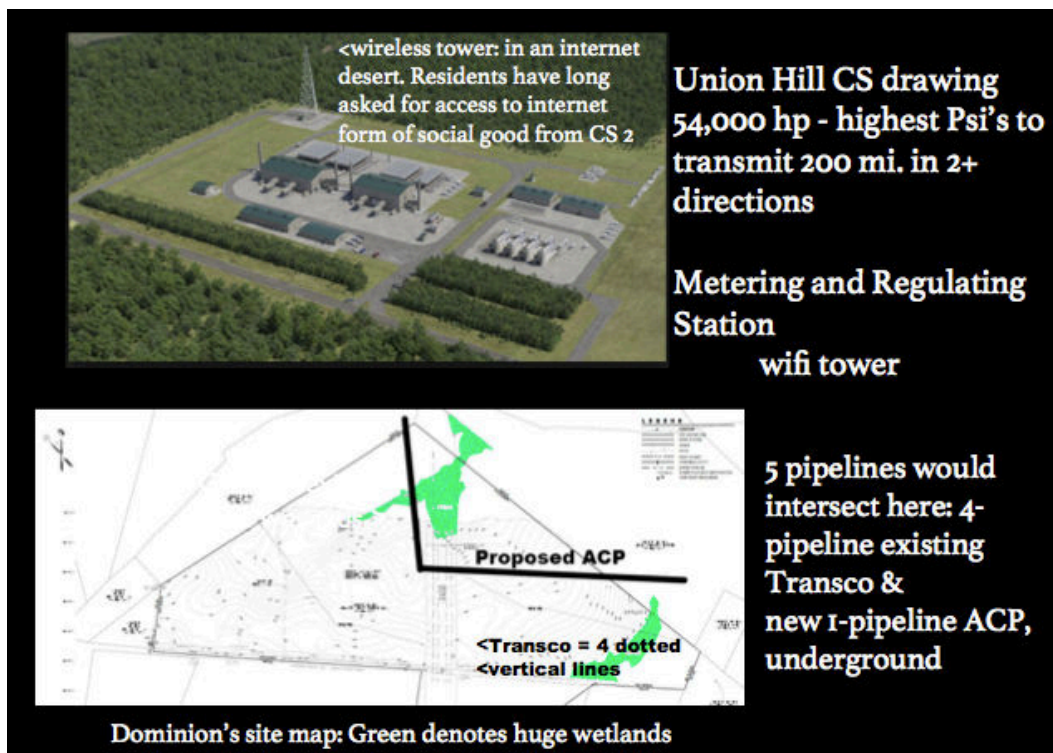 <wireless tower: in an internet
desert. Residents have long
asked for access to internet
form of social good from CS 2
Union Hill CS drawing
54,000 hp - highest Psi's to
transmit 200 mi. in 2+
directions
Metering and Regulating
Station
wifi tower
Proposed ACP
<Transco = 4 dotted
<vertical lines
5 pipelines would
intersect here: 4-
pipeline existing
Transco &
new 1-pipeline ACP,
underground
Dominion's site map: Green denotes huge wetlands